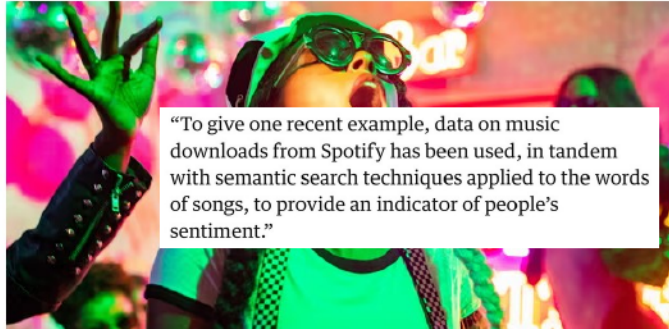 Bar
“To give one recent example, data on music
downloads from Spotify has been used, in tandem
with semantic search techniques applied to the words
of songs, to provide an indicator of people’s
sentiment.”